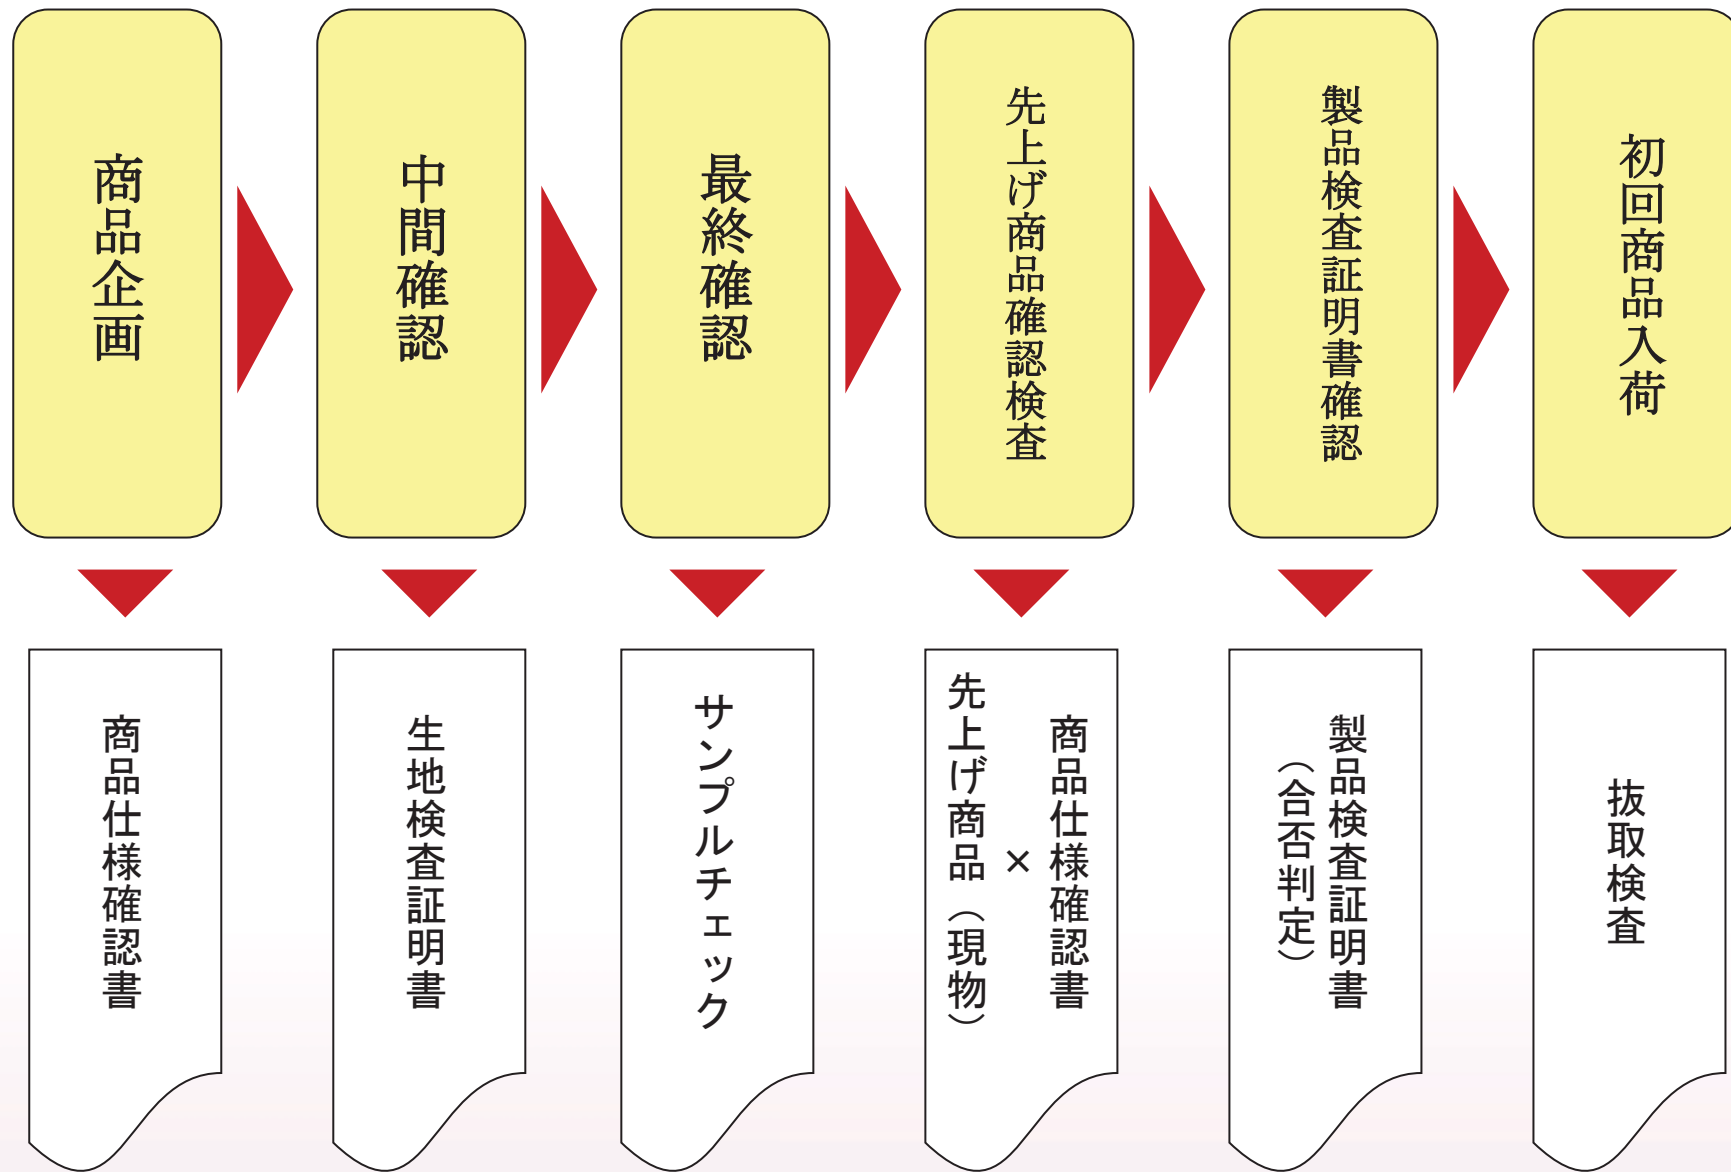 商品企画
中間確認
最終確認
先上げ商品確認検査
製品検査証明書確認
初回商品入荷
商品仕様確認書
生地検査証明書
サンプルチェック
商品仕様確認書
×
先上げ商品（現物）
製品検査証明書
（合否判定）
抜取検査